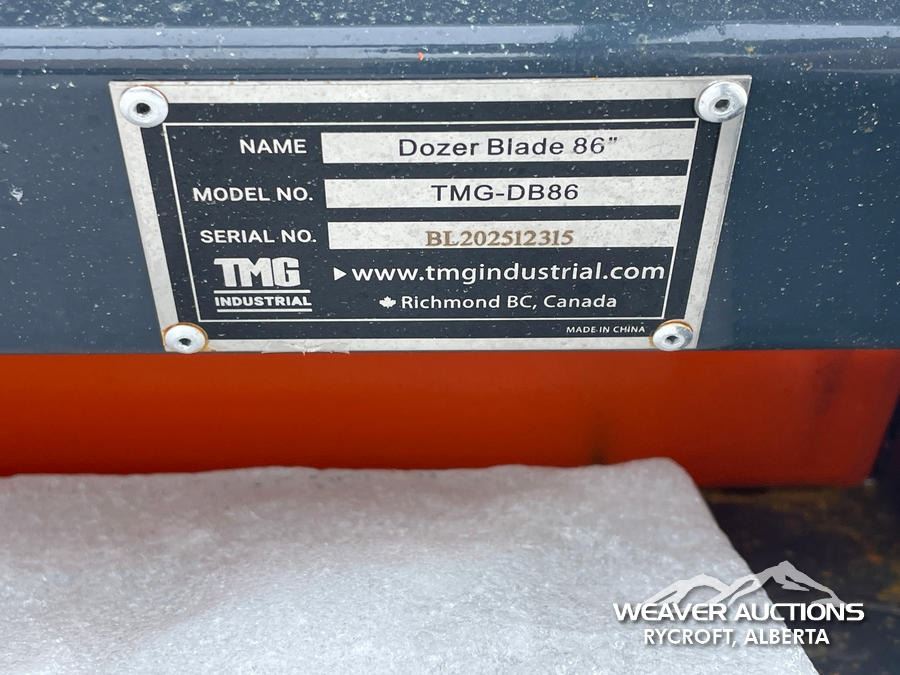 NAME Dozer Blade 86"
MODEL NO. TMG-DB86
SERIAL NO. BL202512315
TMG
INDUSTRIAL
www.tmgindustrial.com
Richmond BC, Canada
MADE IN CHINA
WEAVER AUCTIONS
RYCROFT, ALBERTA